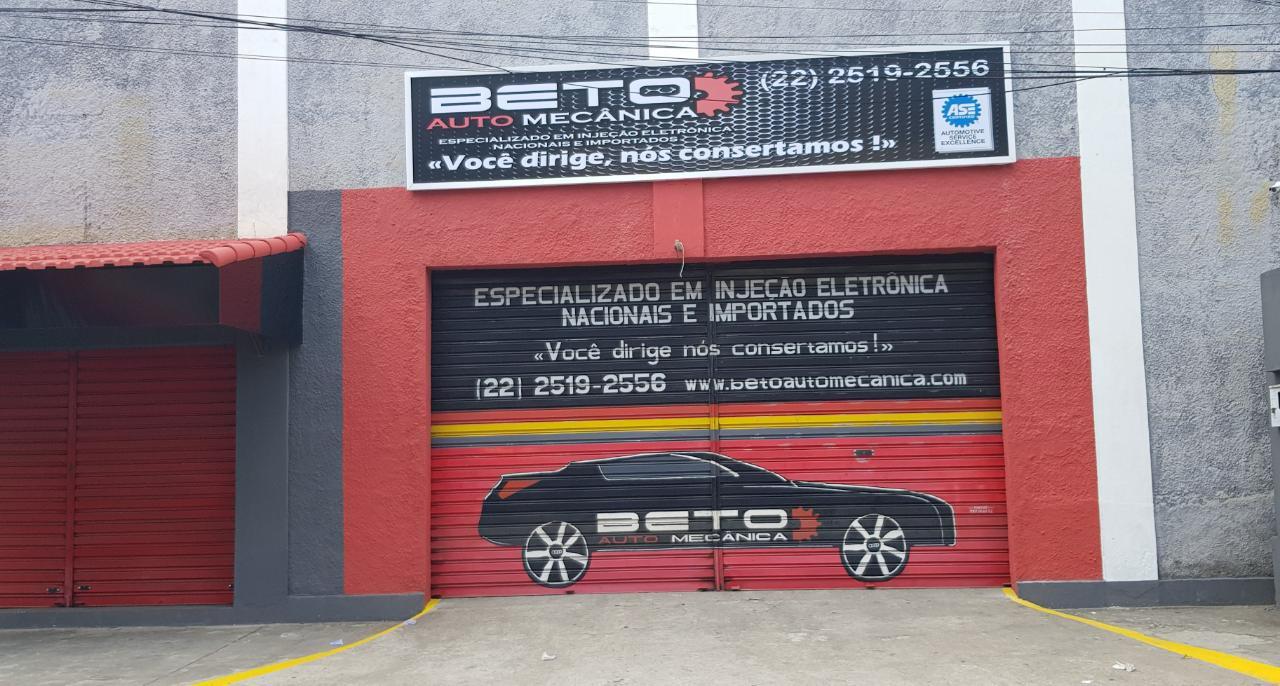 BETO
AUTO MECÂNICA
ESPECIALIZADO EM INJEÇÃO ELETRÔNICA
NACIONAIS E IMPORTADOS
«Você dirige, nós consertamos !»
(22) 2519-2556
ASE
CERTIFIED
AUTOMOTIVE
SERVICE
EXCELLENCE
ESPECIALIZADO EM INJEÇÃO ELETRÔNICA
NACIONAIS E IMPORTADOS
«Você dirige nós consertamos!»
(22) 2519-2556 www.betoautomecanica.com
BETO
AUTO MECÂNICA